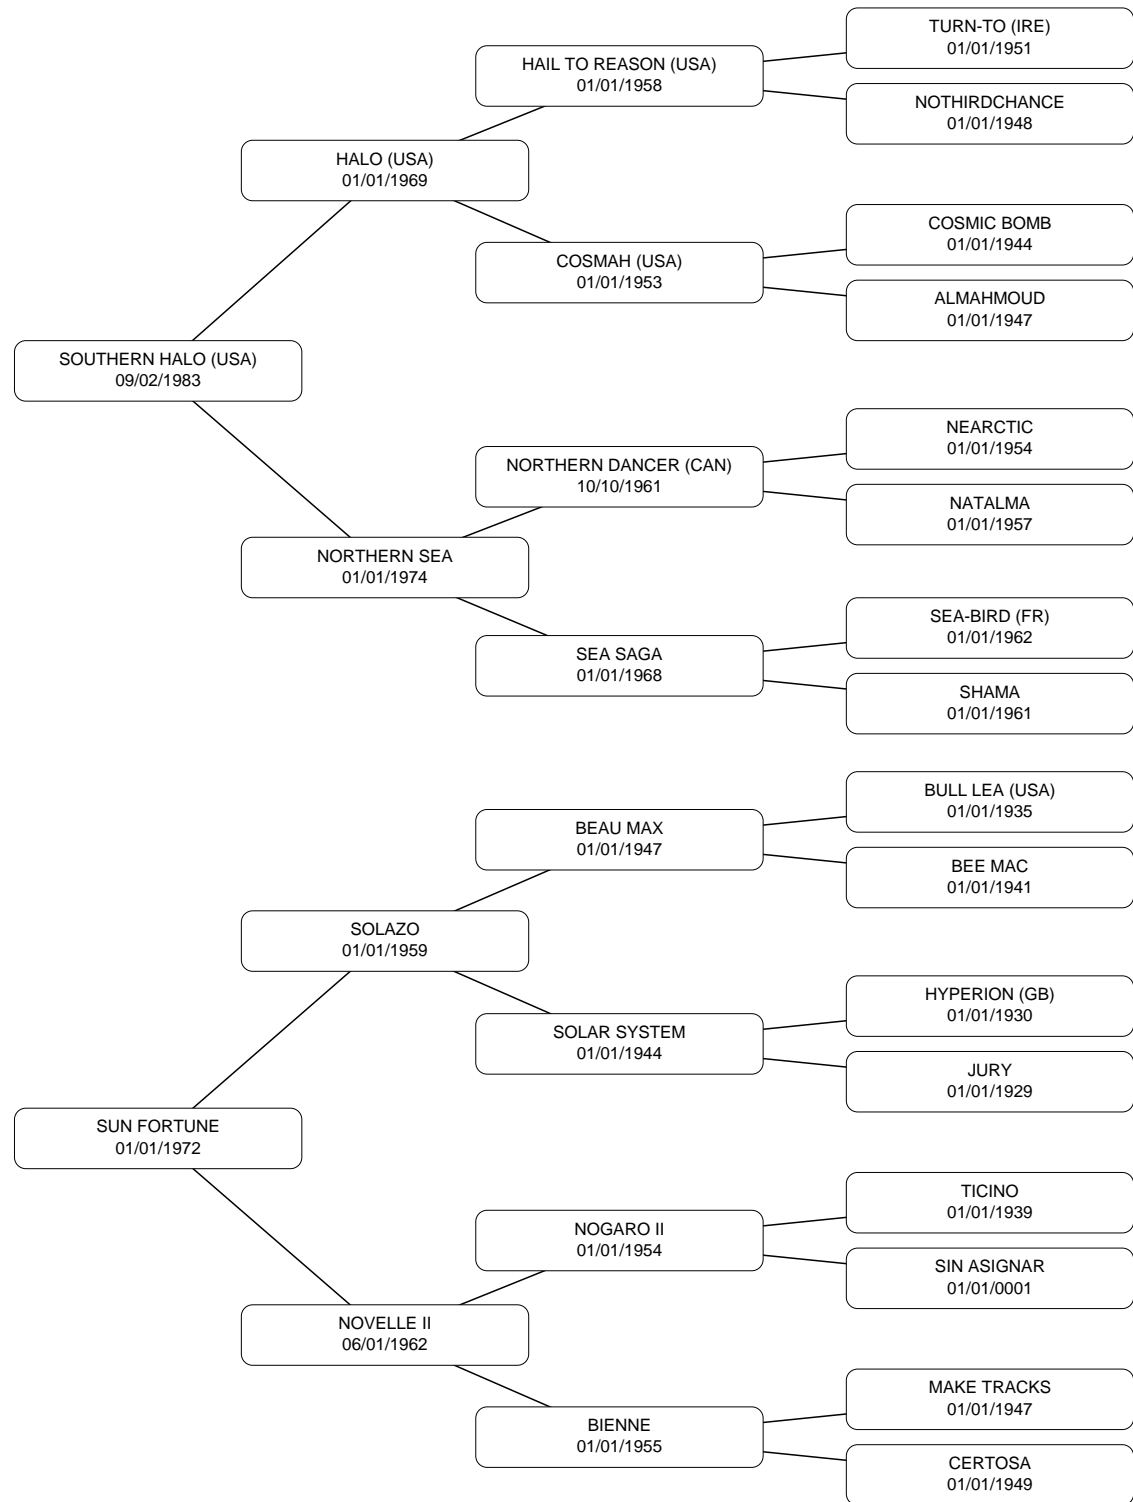 TURN-TO (IRE)
01/01/1951
HAIL TO REASON (USA)
01/01/1958
NOTHIRDCHANCE
01/01/1948
HALO (USA)
01/01/1969
COSMIC BOMB
01/01/1944
COSMAH (USA)
01/01/1953
ALMAHMOUD
01/01/1947
SOUTHERN HALO (USA)
09/02/1983
NEARCTIC
01/01/1954
NORTHERN DANCER (CAN)
10/10/1961
NATALMA
01/01/1957
NORTHERN SEA
01/01/1974
SEA-BIRD (FR)
01/01/1962
SEA SAGA
01/01/1968
SHAMA
01/01/1961
BULL LEA (USA)
01/01/1935
BEAU MAX
01/01/1947
BEE MAC
01/01/1941
SOLAZO
01/01/1959
HYPERION (GB)
01/01/1930
SOLAR SYSTEM
01/01/1944
JURY
01/01/1929
SUN FORTUNE
01/01/1972
TICINO
01/01/1939
NOGARO II
01/01/1954
SIN ASIGNAR
01/01/0001
NOVELLE II
06/01/1962
MAKE TRACKS
01/01/1947
BIENNE
01/01/1955
CERTOSA
01/01/1949